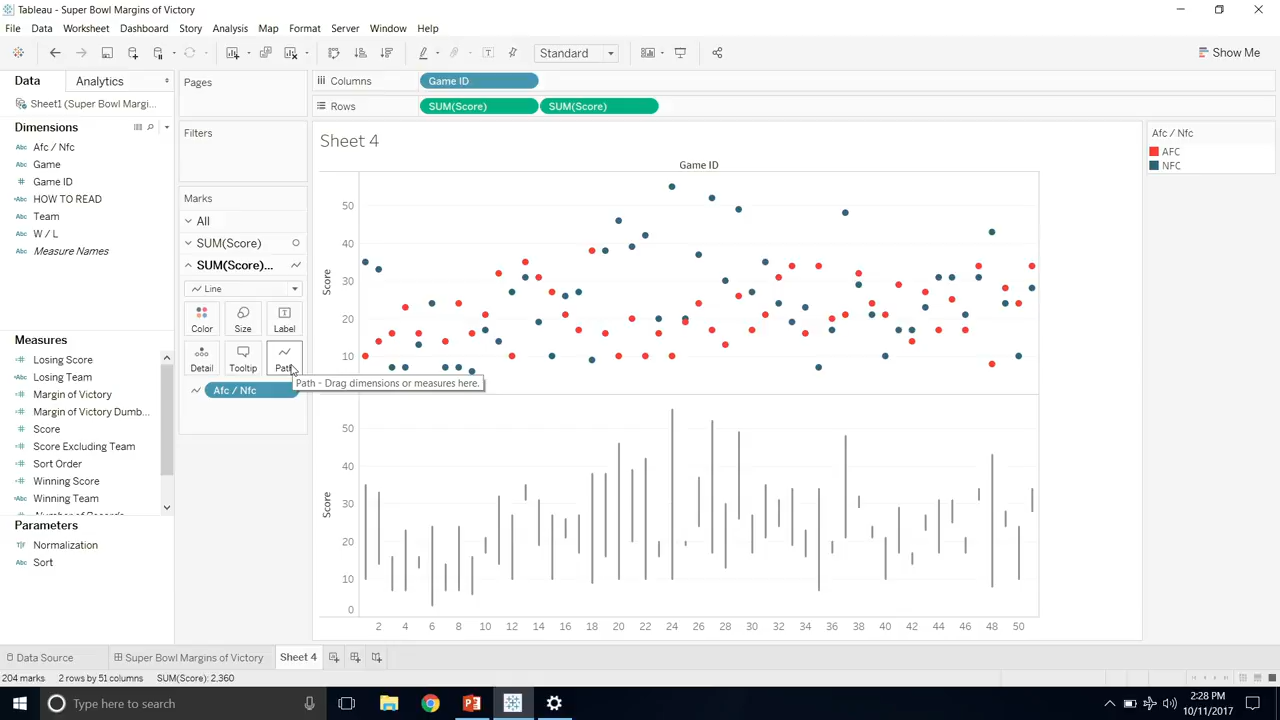 Tableau - Super Bowl Margins of Victory
File Data Worksheet Dashboard Story Analysis Map Format Server Window Help
Standard
Show Me
Data Analytics
Sheet1 (Super Bowl Margi...
Dimensions
Afc / Nfc
Game
Game ID
HOW TO READ
Team
W / L
Measure Names
Measures
Losing Score
Losing Team
Margin of Victory
Margin of Victory Dumb...
Score
Score Excluding Team
Sort Order
Winning Score
Winning Team
Parameters
Normalization
Sort
Pages
Filters
Marks
All
SUM(Score)
SUM(Score)...
Line
Color Size Label
Detail Tooltip Path
Path - Drag dimensions or measures here.
Afc / Nfc
Columns Game ID
Rows SUM(Score) SUM(Score)
Sheet 4
Game ID
Score
50
40
30
20
10
Score
50
40
30
20
10
0
2 4 6 8 10 12 14 16 18 20 22 24 26 28 30 32 34 36 38 40 42 44 46 48 50
Afc / Nfc
AFC
NFC
Data Source Super Bowl Margins of Victory Sheet 4
204 marks 2 rows by 51 columns SUM(Score): 2,360
Type here to search
2:28 PM
10/11/2017